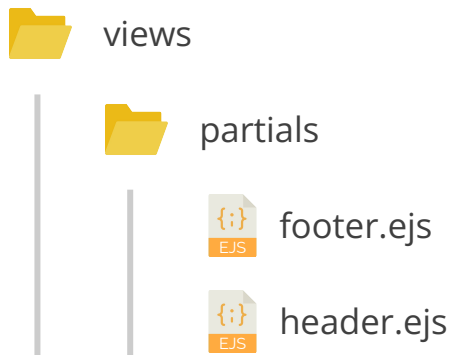 views
partials
{;}
EJS
footer.ejs
{;}
EJS
header.ejs